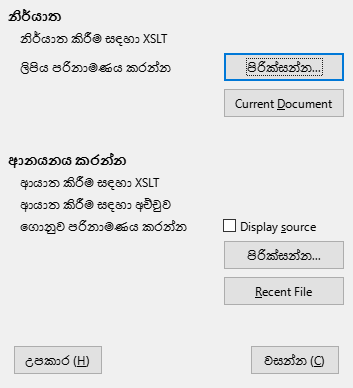 නිර්යාත
නිර්යාත කිරීම සඳහා XSLT
ලිපිය පරිනාමණය කරන්න
පිරික්සන්න...
Current Document
ආනයනය කරන්න
ආයාත කිරීම සඳහා XSLT
ආයාත කිරීම සඳහා අච්චුව
ගොනුව පරිනාමණය කරන්න
Display source
පිරික්සන්න...
Recent File
උපකාර (H)
වසන්න (C)